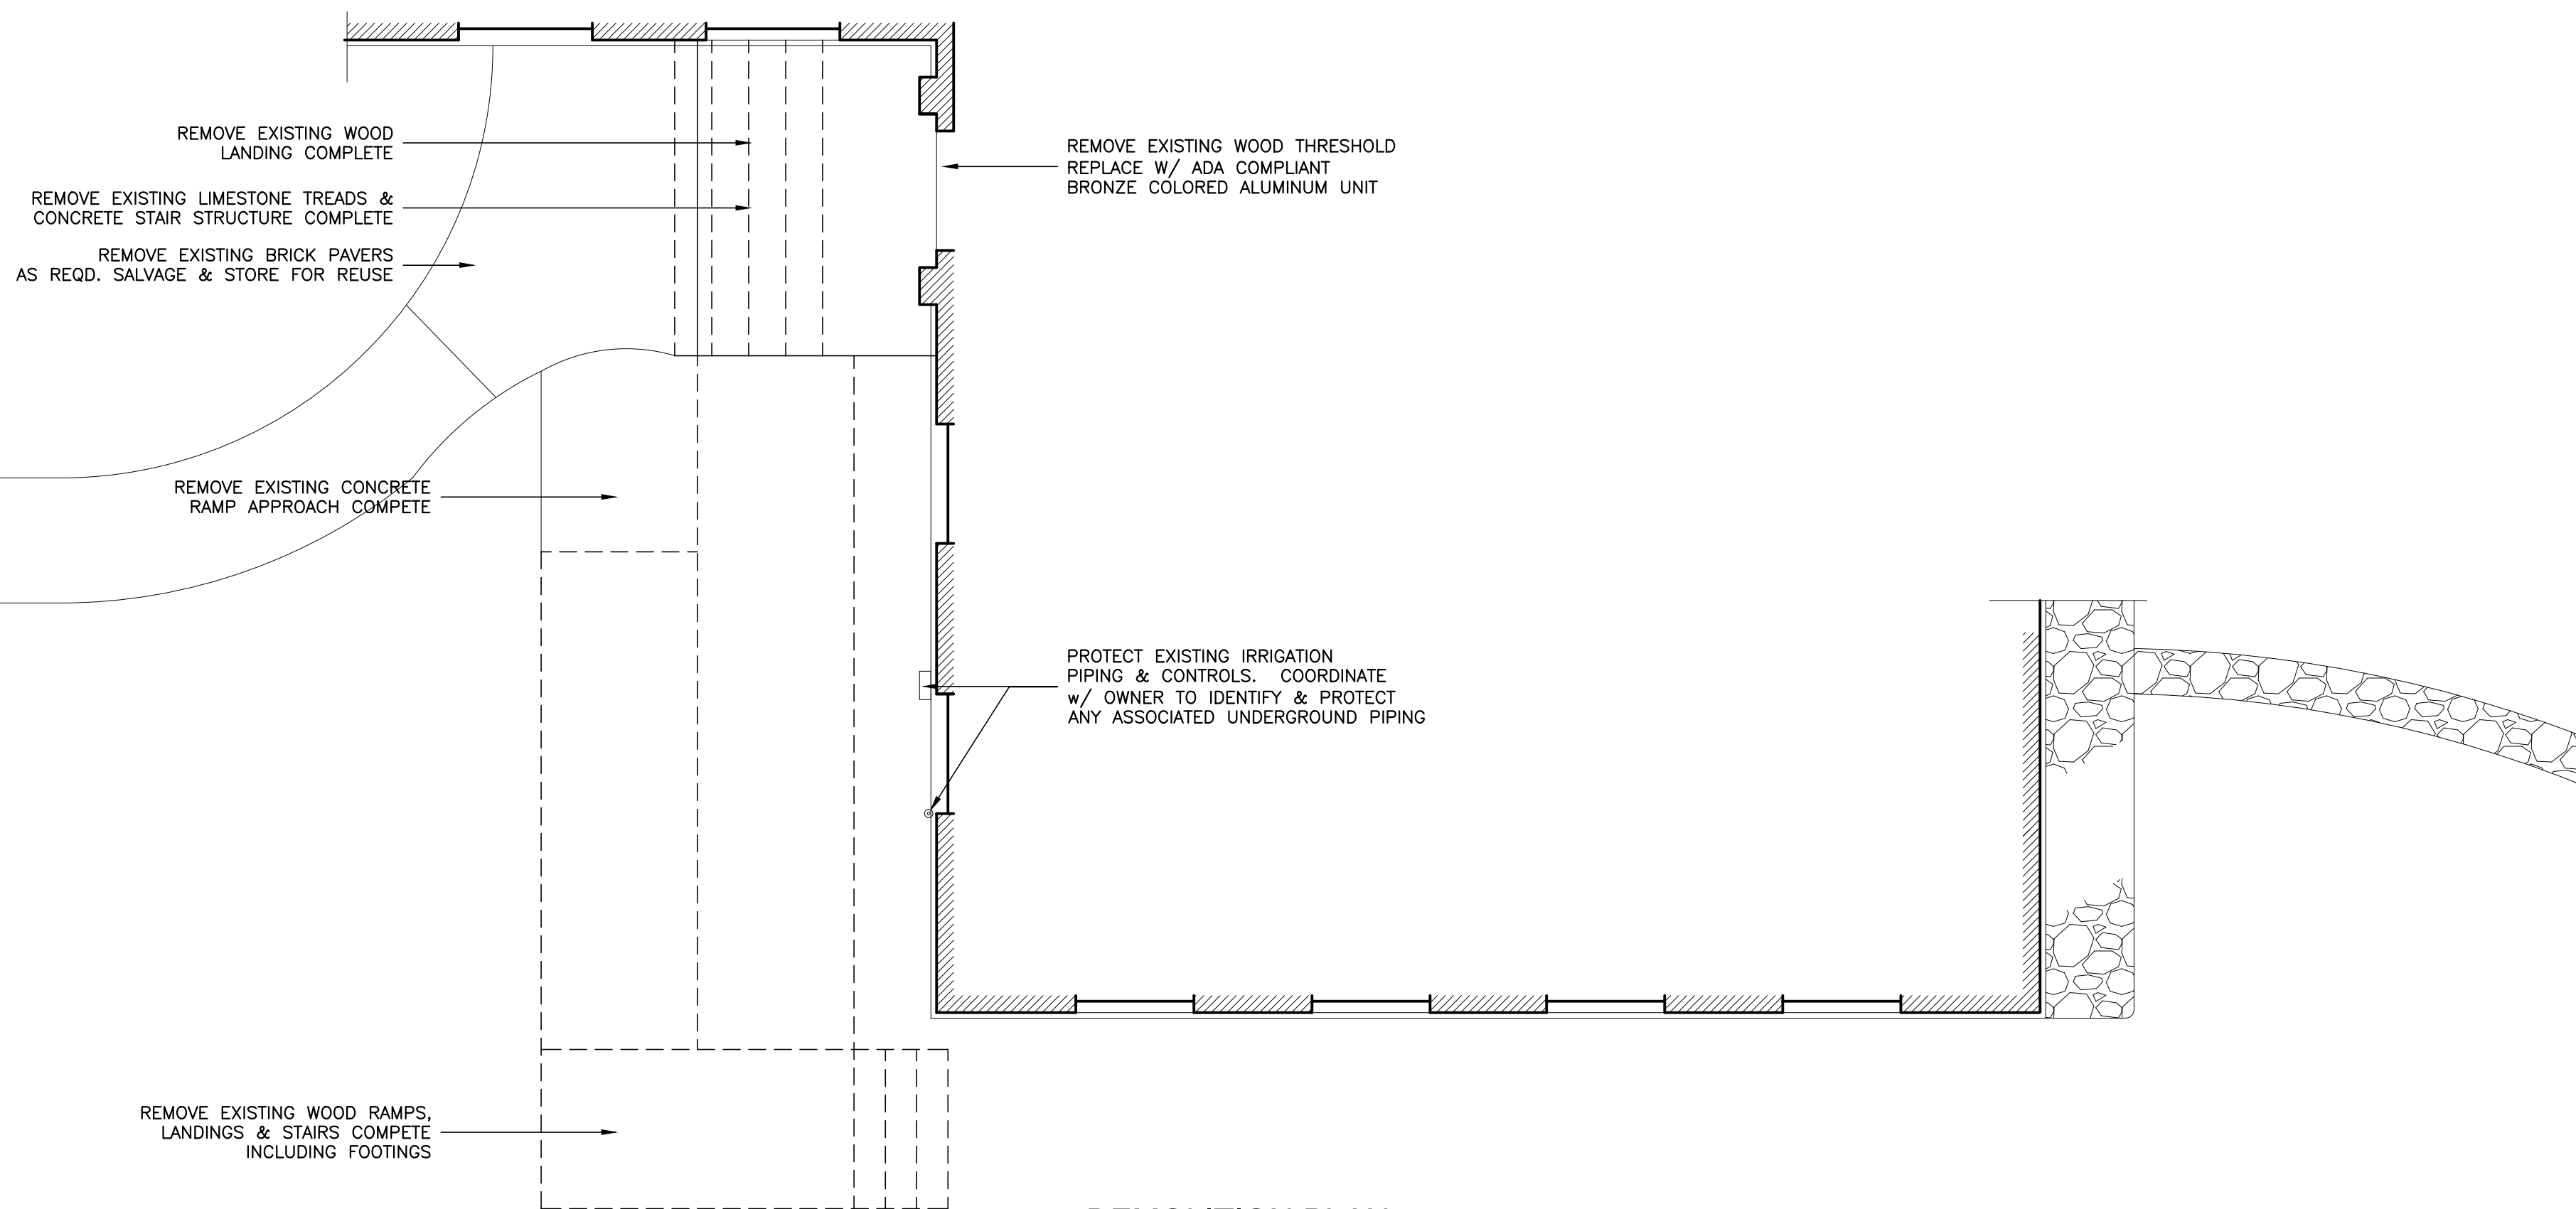 REMOVE EXISTING WOOD
LANDING COMPLETE
REMOVE EXISTING LIMESTONE TREADS &
CONCRETE STAIR STRUCTURE COMPLETE
REMOVE EXISTING BRICK PAVERS
AS REQD. SALVAGE & STORE FOR REUSE
REMOVE EXISTING WOOD THRESHOLD
REPLACE W/ ADA COMPLIANT
BRONZE COLORED ALUMINUM UNIT
REMOVE EXISTING CONCRETE
RAMP APPROACH COMPETE
PROTECT EXISTING IRRIGATION
PIPING & CONTROLS. COORDINATE
w/ OWNER TO IDENTIFY & PROTECT
ANY ASSOCIATED UNDERGROUND PIPING
REMOVE EXISTING WOOD RAMPS,
LANDINGS & STAIRS COMPETE
INCLUDING FOOTINGS